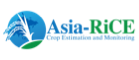 Asia-RiCE
Crop Estimation and Monitoring